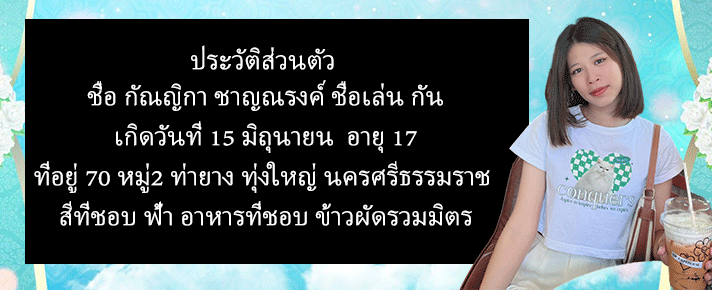 ประวัติส่วนตัว
ชื่อ กัณญิกา ชาญณรงค์ ชื่อเล่น กัน
เกิดวันที่ 15 มิถุนายน อายุ 17
ที่อยู่ 70 หมู่2 ท่ายาง ทุ่งใหญ่ นครศรีธรรมราช
สีที่ชอบ ฟ้า อาหารที่ชอบ ข้าวผัดรวมมิตร
CONQUERS